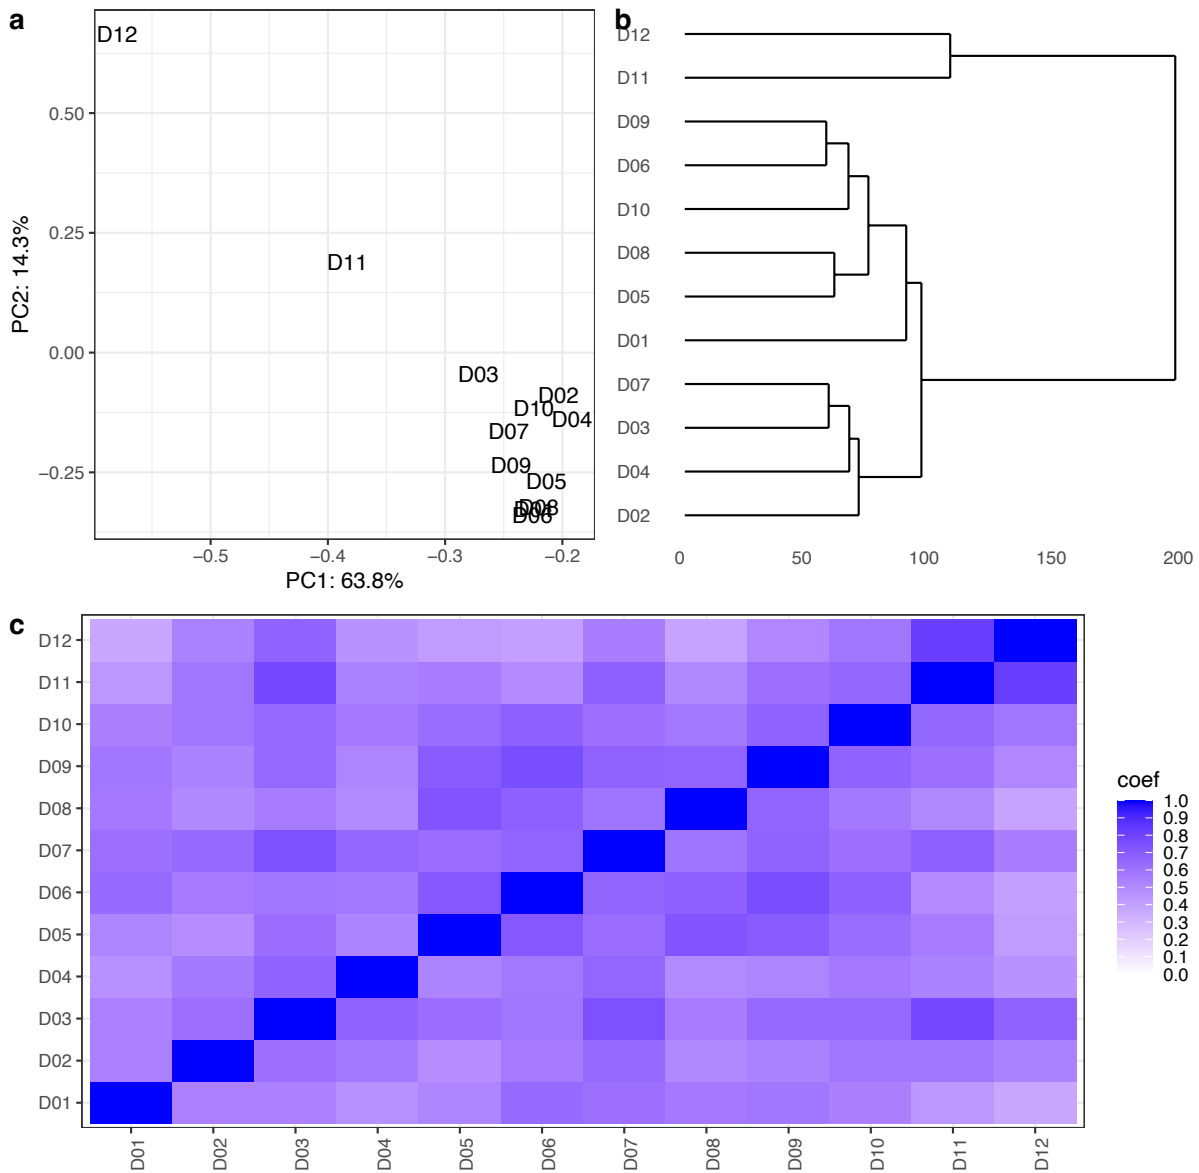 a
D12
D11
D03
D02
D10
D04
D07
D09
D05
D08
D06
0.50
0.25
0.00
−0.25
PC2: 14.3%
−0.5 −0.4 −0.3 −0.2
PC1: 63.8%
b
D12
D11
D09
D06
D10
D08
D05
D01
D07
D03
D04
D02
0 50 100 150 200
c
D12
D11
D10
D09
D08
D07
D06
D05
D04
D03
D02
D01
D01 D02 D03 D04 D05 D06 D07 D08 D09 D10 D11 D12
coef
1.0
0.9
0.8
0.7
0.6
0.5
0.4
0.3
0.2
0.1
0.0